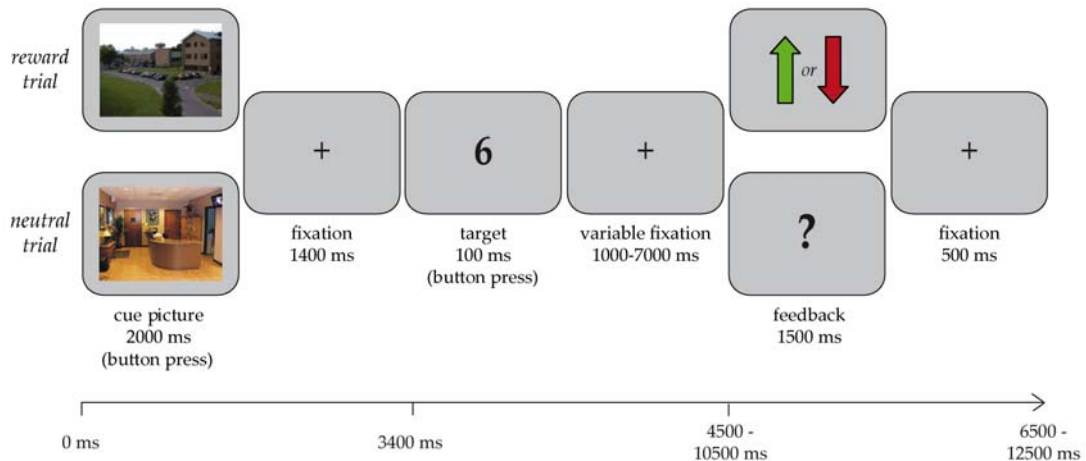 reward
trial
neutral
trial
cue picture
2000 ms
(button press)
+
fixation
1400 ms
6
target
100 ms
(button press)
+
variable fixation
1000-7000 ms
or
?
feedback
1500 ms
+
fixation
500 ms
0 ms
3400 ms
4500 -
10500 ms
6500 -
12500 ms